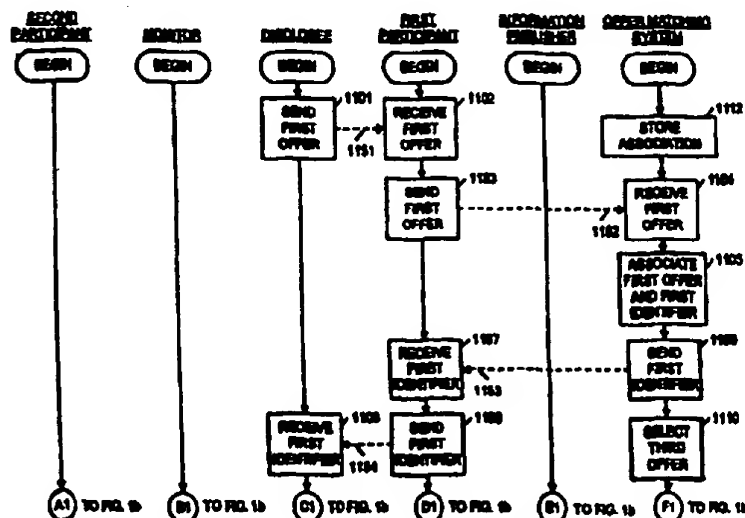 SECOND PARTICIPANT
MONITOR
DISCLOSEE
FIRST PARTICIPANT
INFORMATION PUBLISHER
OFFER MATCHING SYSTEM
BEGIN
BEGIN
BEGIN
BEGIN
BEGIN
BEGIN
1101
SEND FIRST OFFER
1151
1102
RECEIVE FIRST OFFER
1112
STORE ASSOCIATION
1103
SEND FIRST OFFER
1152
1104
RECEIVE FIRST OFFER
1105
ASSOCIATE FIRST OFFER AND FIRST IDENTIFIER
1107
RECEIVE FIRST IDENTIFIER
1153
SEND FIRST IDENTIFIER
RECEIVE FIRST IDENTIFIER
1154
SEND FIRST IDENTIFIER
1110
SELECT THIRD OFFER
A1 TO FIG. 1b
B1 TO FIG. 1b
C1 TO FIG. 1b
D1 TO FIG. 1b
E1 TO FIG. 1b
F1 TO FIG. 1b